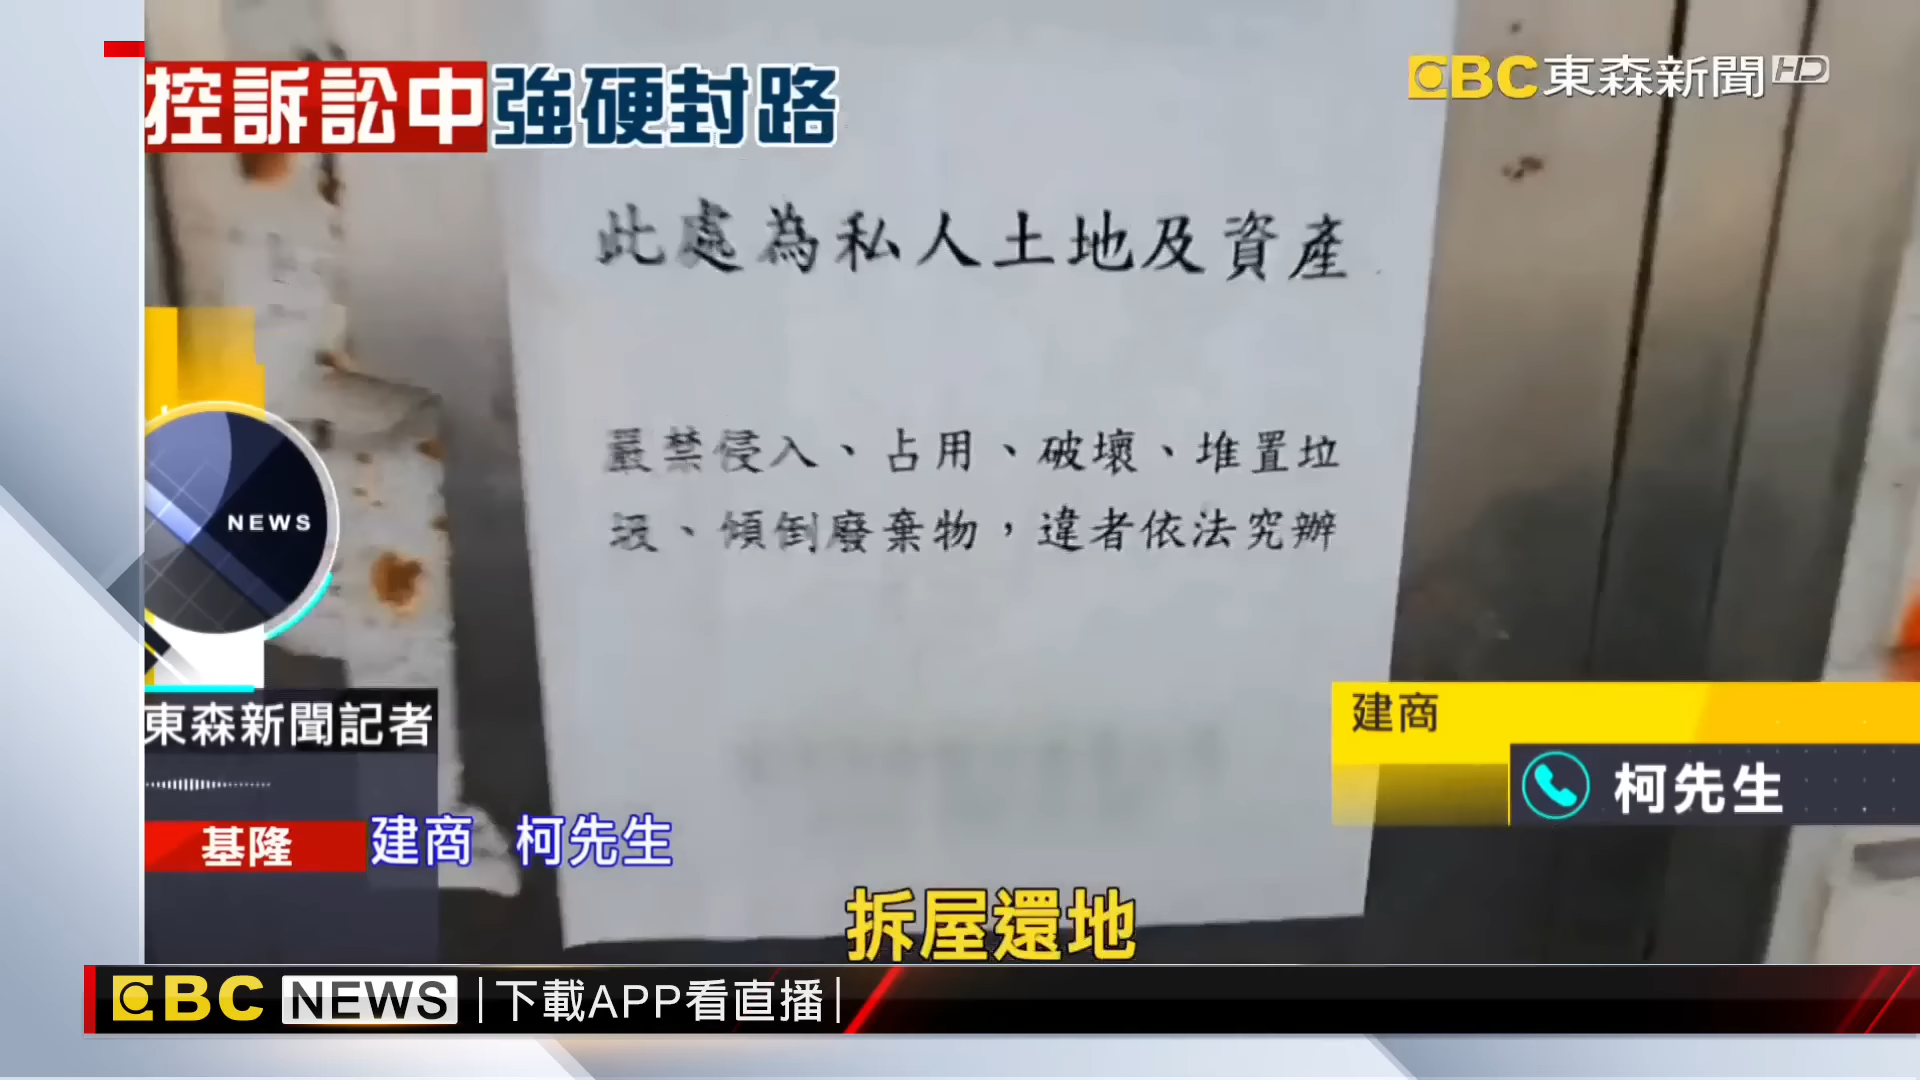 控訴訟中強硬封路
EBC東森新聞HD
此處為私人土地及資產
嚴禁侵入、占用、破壞、堆置垃
圾、傾倒廢棄物，違者依法究辦
NEWS
東森新聞記者
建商
柯先生
基隆
建商 柯先生
拆屋還地
EBC NEWS 下載APP看直播